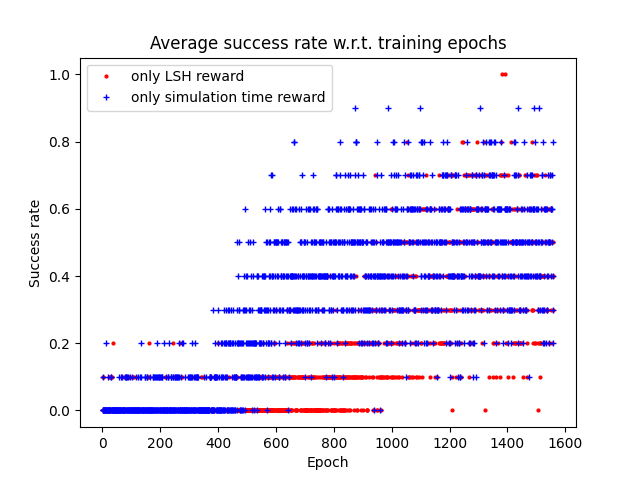 Average success rate w.r.t. training epochs
only LSH reward
only simulation time reward
1.0
0.8
0.6
0.4
0.2
0.0
Success rate
0 200 400 600 800 1000 1200 1400 1600
Epoch